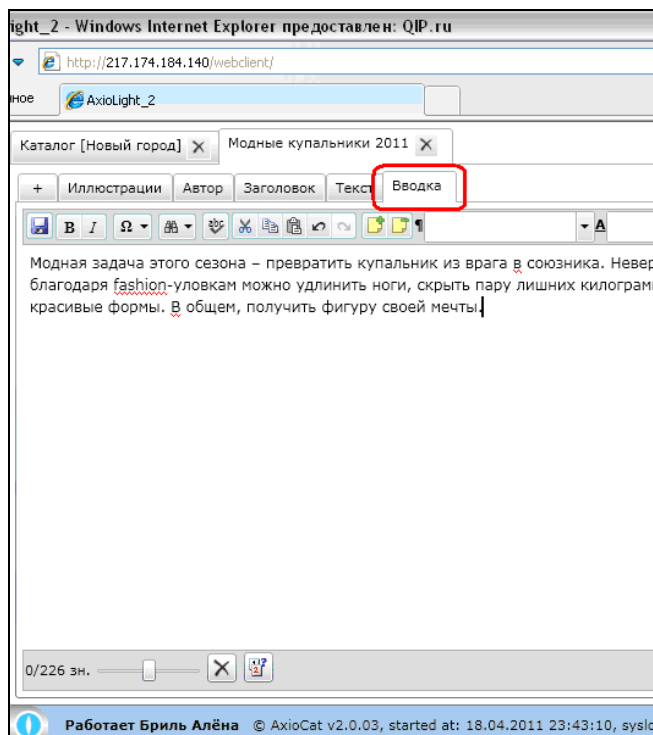 ight_2 - Windows Internet Explorer предоставлен: QIP.ru
http://217.174.184.140/webclient/
ное AxioLight_2
Каталог [Новый город] Модные купальники 2011
+ Иллюстрации Автор Заголовок Текст Вводка
B I Ω abc ¶ A
Модная задача этого сезона – превратить купальник из врага в союзника. Невер
благодаря fashion-уловкам можно удлинить ноги, скрыть пару лишних килограм
красивые формы. В общем, получить фигуру своей мечты.
0/226 зн.
Работает Бриль Алёна © AxioCat v2.0.03, started at: 18.04.2011 23:43:10, syslo